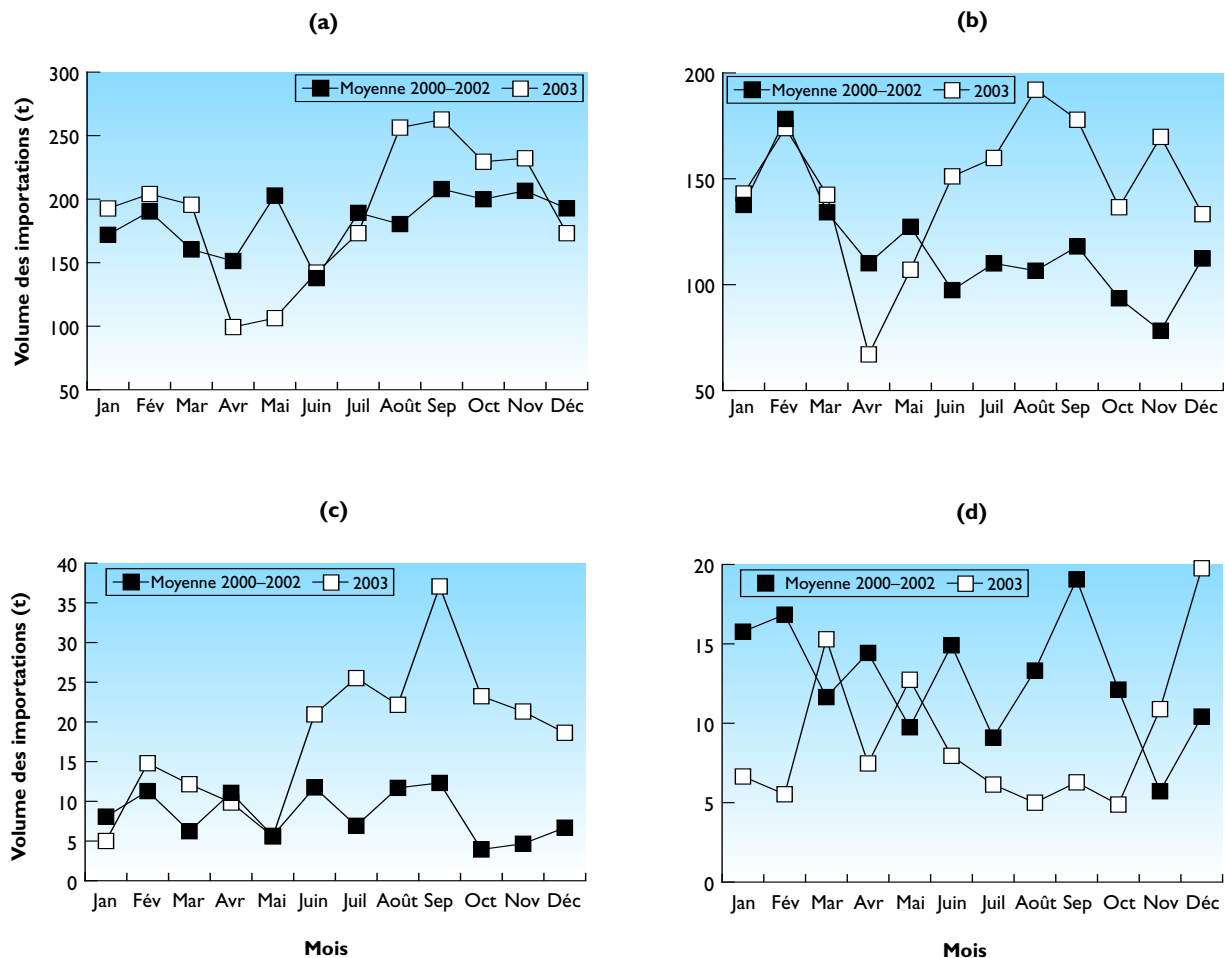 (a)
Volume des importations (t)
300
250
200
150
100
50
Moyenne 2000–2002 2003
Jan Fév Mar Avr Mai Juin Juil Août Sep Oct Nov Déc
(b)
200
150
100
50
Moyenne 2000–2002 2003
Jan Fév Mar Avr Mai Juin Juil Août Sep Oct Nov Déc
(c)
Volume des importations (t)
40
35
30
25
20
15
10
5
0
Moyenne 2000–2002 2003
Jan Fév Mar Avr Mai Juin Juil Août Sep Oct Nov Déc
Mois
(d)
20
15
10
5
0
Moyenne 2000–2002 2003
Jan Fév Mar Avr Mai Juin Juil Août Sep Oct Nov Déc
Mois